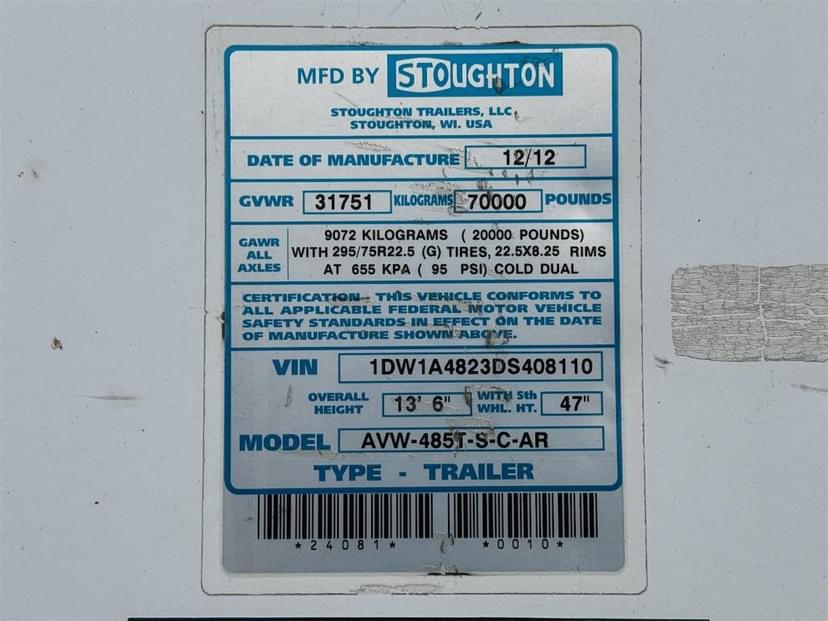 MFD BY STOUGHTON
STOUGHTON TRAILERS, LLC.
STOUGHTON, WI. USA
DATE OF MANUFACTURE 12/12
GVWR 31751 KILOGRAMS 70000 POUNDS
GAWR ALL AXLES
9072 KILOGRAMS ( 20000 POUNDS)
WITH 295/75R22.5 (G) TIRES, 22.5X8.25 RIMS
AT 655 KPA ( 95 PSI) COLD DUAL
CERTIFICATION - THIS VEHICLE CONFORMS TO
ALL APPLICABLE FEDERAL MOTOR VEHICLE
SAFETY STANDARDS IN EFFECT ON THE DATE
OF MANUFACTURE SHOWN ABOVE.
VIN 1DW1A4823DS408110
OVERALL HEIGHT 13' 6" WITH 5th WHL. HT. 47"
MODEL AVW-485T-S-C-AR
TYPE - TRAILER
*24081* *0010*